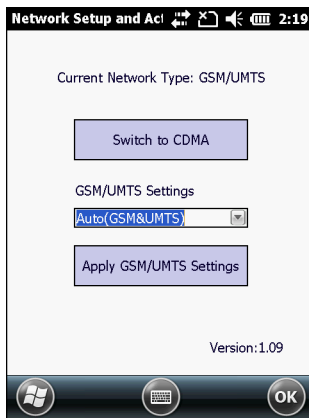 Network Setup and Act 2:19
Current Network Type: GSM/UMTS
Switch to CDMA
GSM/UMTS Settings
Auto(GSM&UMTS)
Apply GSM/UMTS Settings
Version:1.09
OK